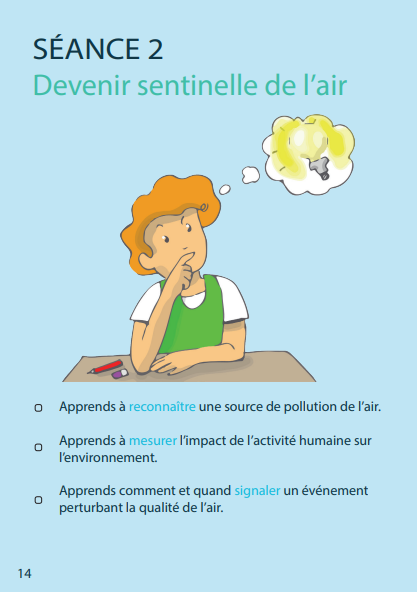 SÉANCE 2
Devenir sentinelle de l’air
Apprends à reconnaître une source de pollution de l’air.
Apprends à mesurer l’impact de l’activité humaine sur
l’environnement.
Apprends comment et quand signaler un événement
perturbant la qualité de l’air.
14